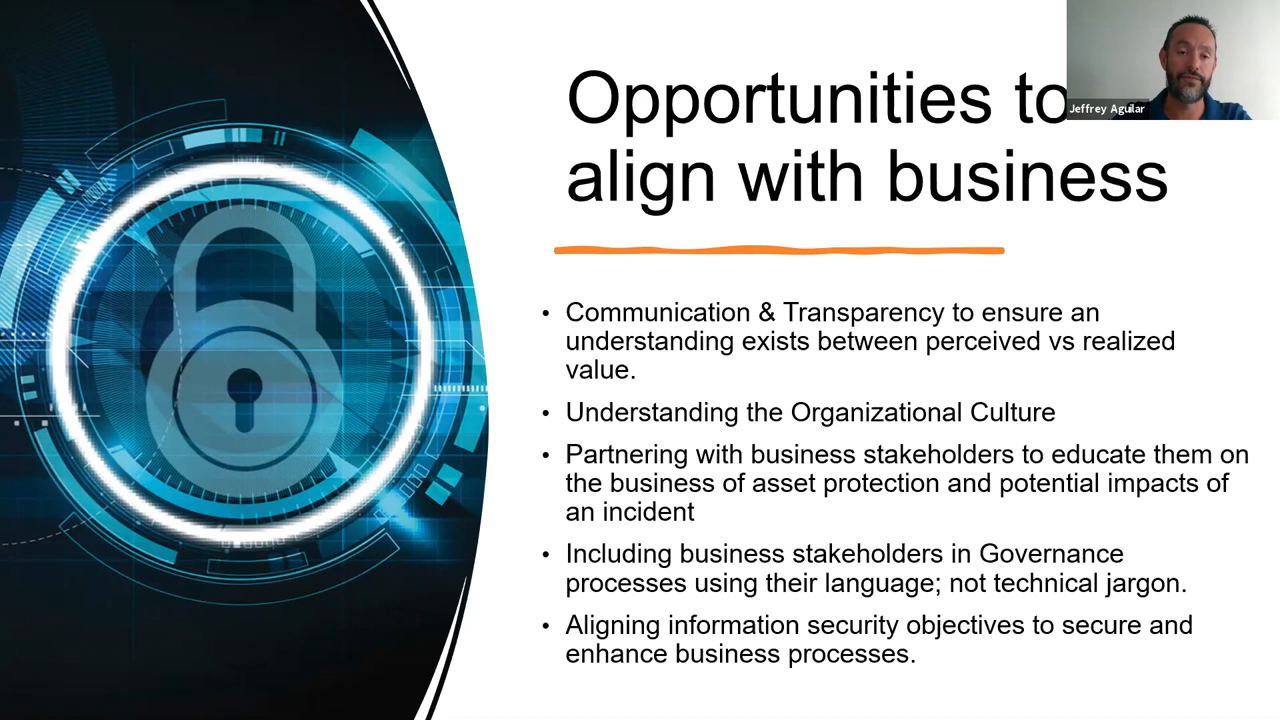 Opportunities to
align with business
Jeffrey Aguilar
• Communication & Transparency to ensure an
understanding exists between perceived vs realized
value.
• Understanding the Organizational Culture
• Partnering with business stakeholders to educate them on
the business of asset protection and potential impacts of
an incident
• Including business stakeholders in Governance
processes using their language; not technical jargon.
• Aligning information security objectives to secure and
enhance business processes.